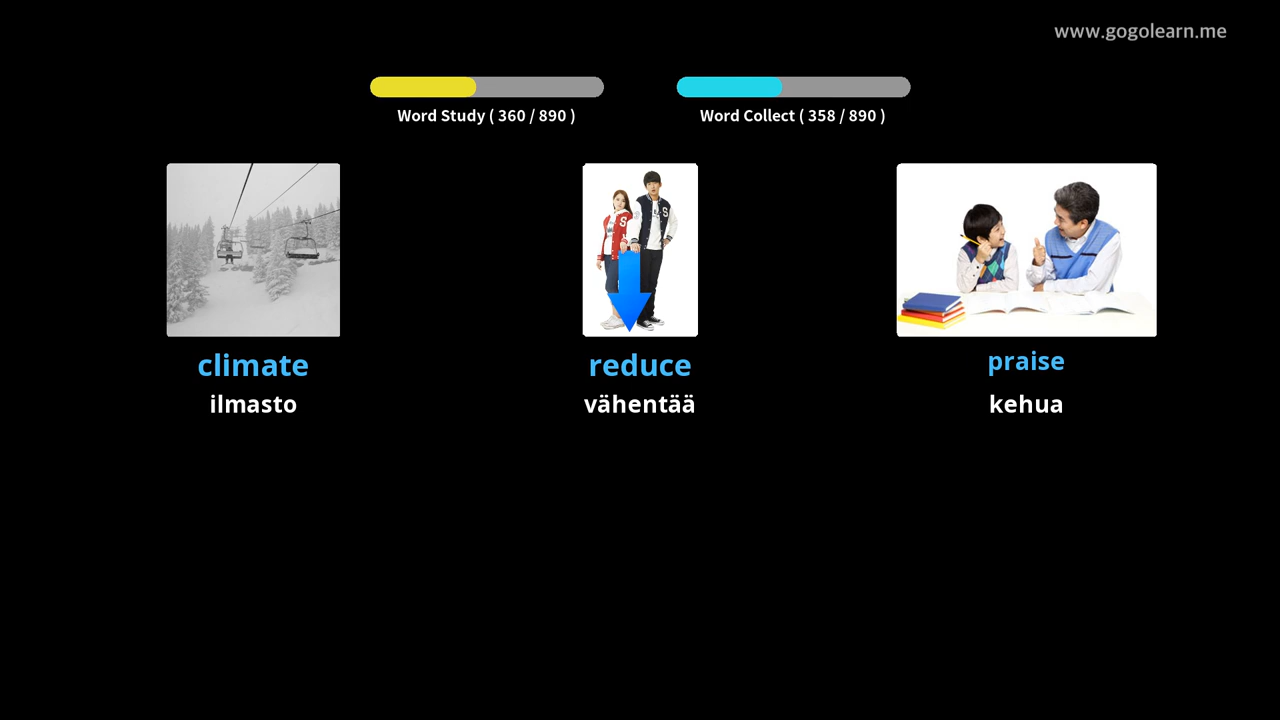 www.gogolearn.me
Word Study ( 360 / 890 )
Word Collect ( 358 / 890 )
climate
ilmasto
reduce
vähentää
praise
kehua